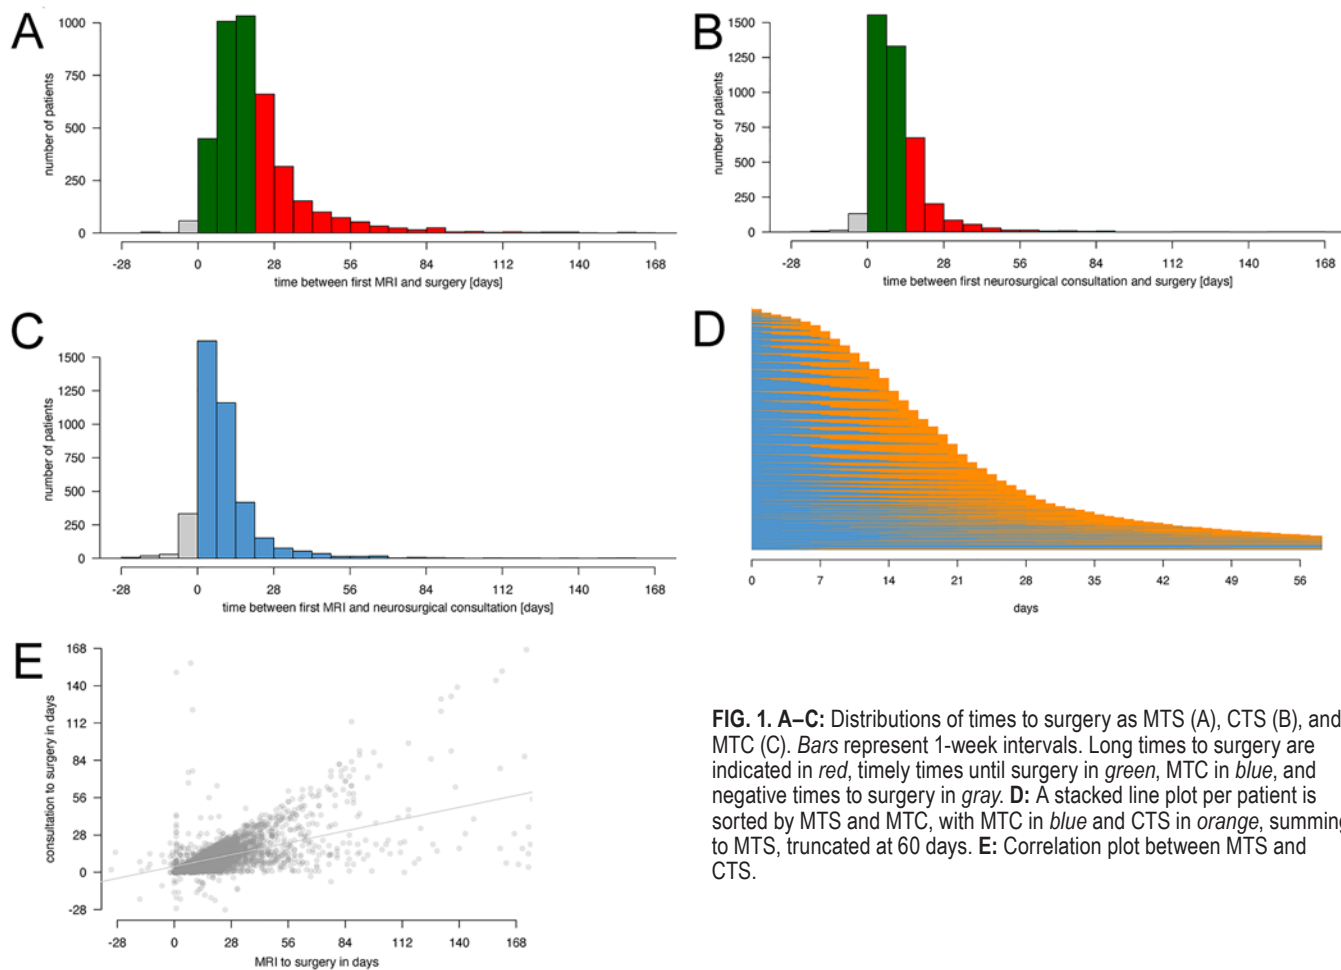 A
number of patients
1000
750
500
250
0
-28 0 28 56 84 112 140 168
time between first MRI and surgery [days]
B
number of patients
1500
1250
1000
750
500
250
0
-28 0 28 56 84 112 140 168
time between first neurosurgical consultation and surgery [days]
C
number of patients
1500
1250
1000
750
500
250
0
-28 0 28 56 84 112 140 168
time between first MRI and neurosurgical consultation [days]
D
0 7 14 21 28 35 42 49 56
days
E
consultation to surgery in days
168
140
112
84
56
28
0
-28
-28 0 28 56 84 112 140 168
MRI to surgery in days
FIG. 1. A–C: Distributions of times to surgery as MTS (A), CTS (B), and
MTC (C). Bars represent 1-week intervals. Long times to surgery are
indicated in red, timely times until surgery in green, MTC in blue, and
negative times to surgery in gray. D: A stacked line plot per patient is
sorted by MTS and MTC, with MTC in blue and CTS in orange, summing
to MTS, truncated at 60 days. E: Correlation plot between MTS and
CTS.